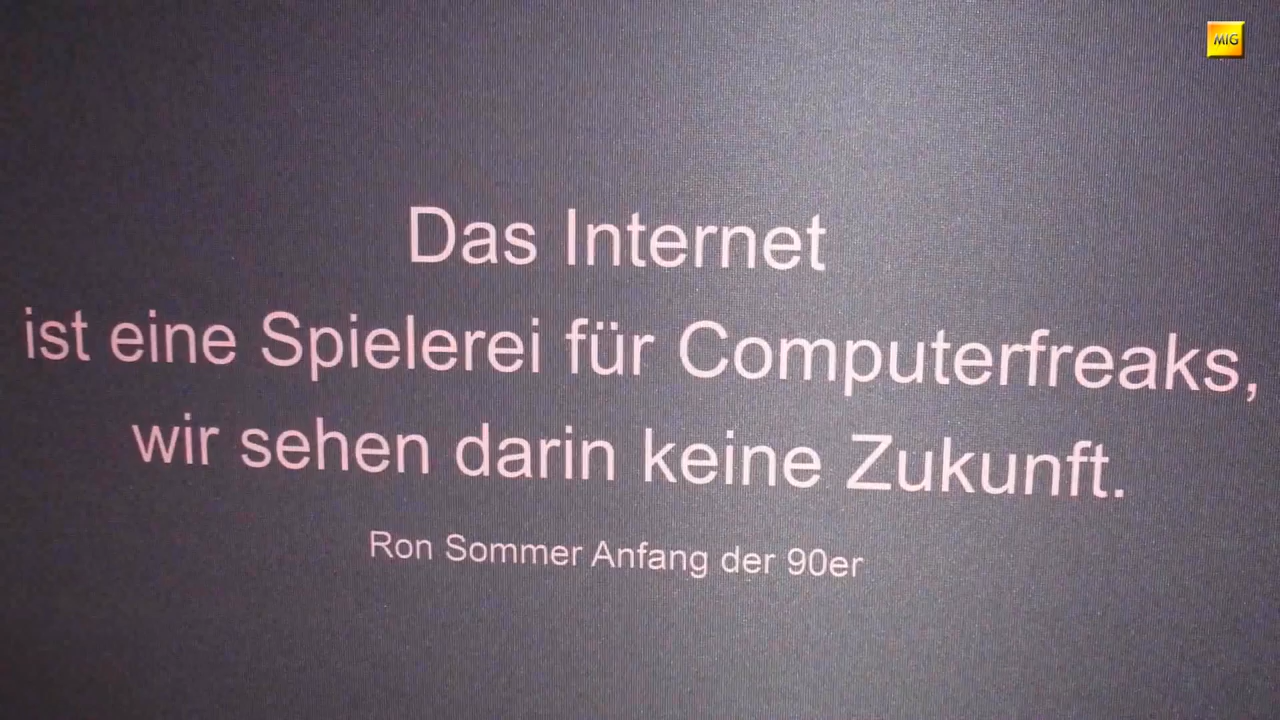 MIG
Das Internet
ist eine Spielerei für Computerfreaks,
wir sehen darin keine Zukunft.
Ron Sommer Anfang der 90er